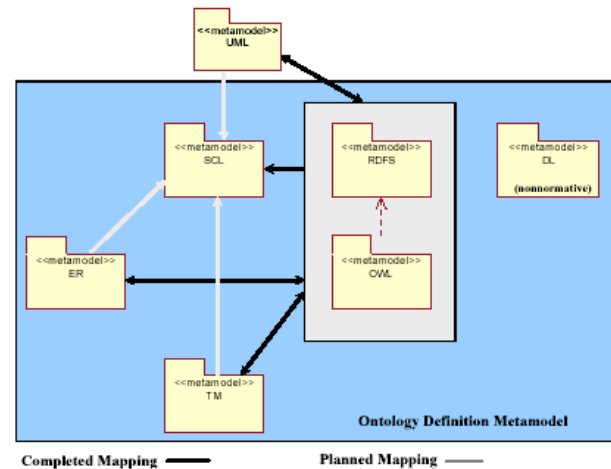 <<metamodel>>
UML
<<metamodel>>
SCL
<<metamodel>>
RDFS
<<metamodel>>
DL
(nonnormative)
<<metamodel>>
ER
<<metamodel>>
OWL
<<metamodel>>
TM
Ontology Definition Metamodel
Completed Mapping
Planned Mapping